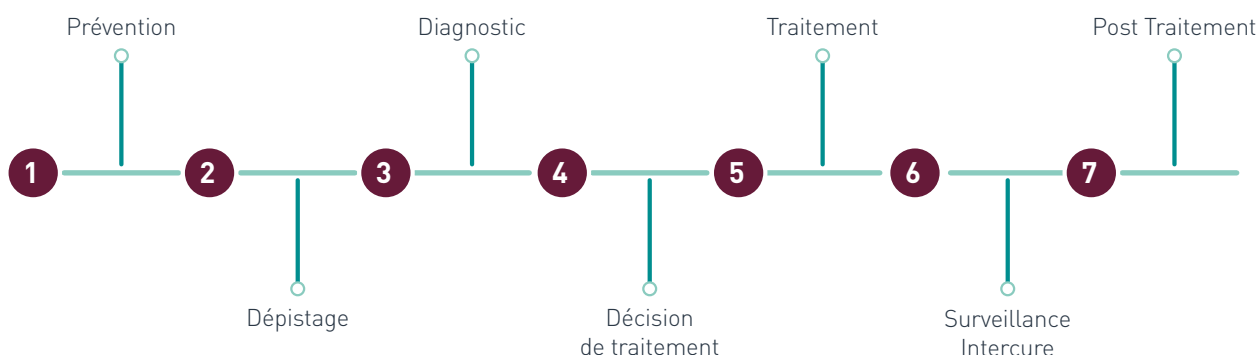 Prévention
Diagnostic
Traitement
Post Traitement
1
2
3
4
5
6
7
Dépistage
Décision
de traitement
Surveillance
Intercure